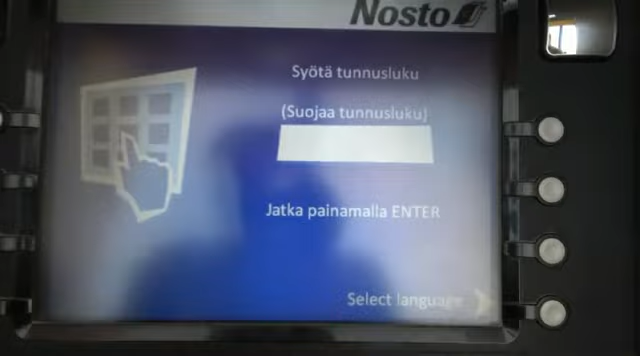 Nosto
Syötä tunnusluku
(Suojaa tunnusluku)
Jatka painamalla ENTER
Select language